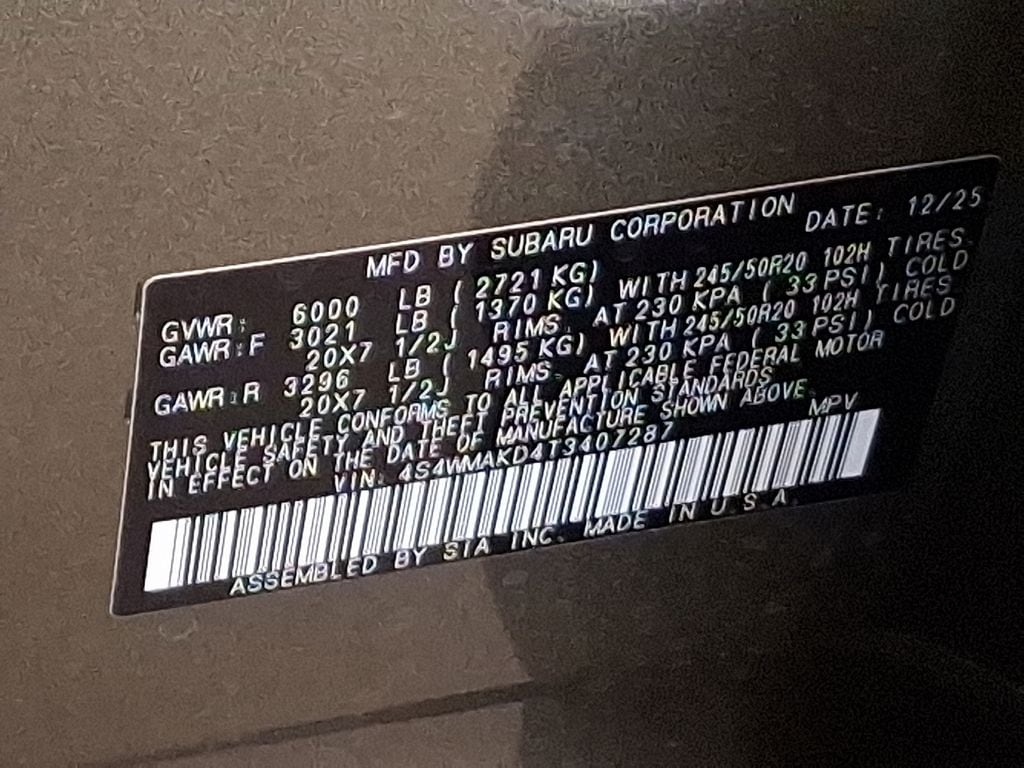 MFD BY SUBARU CORPORATION
DATE: 12/25
GVWR: 6000 LB ( 2721 KG)
GAWR:F 3021 LB ( 1370 KG) WITH 245/50R20 102H TIRES.
20X7 1/2J RIMS. AT 230 KPA ( 33 PSI) COLD
GAWR:R 3296 LB ( 1495 KG) WITH 245/50R20 102H TIRES
20X7 1/2J RIMS. AT 230 KPA ( 33 PSI) COLD
THIS VEHICLE CONFORMS TO ALL APPLICABLE FEDERAL MOTOR
VEHICLE SAFETY AND THEFT PREVENTION STANDARDS
IN EFFECT ON THE DATE OF MANUFACTURE SHOWN ABOVE.
VIN. 4S4WMAKD4T3407287 MPV
ASSEMBLED BY SIA INC. MADE IN U.S.A.